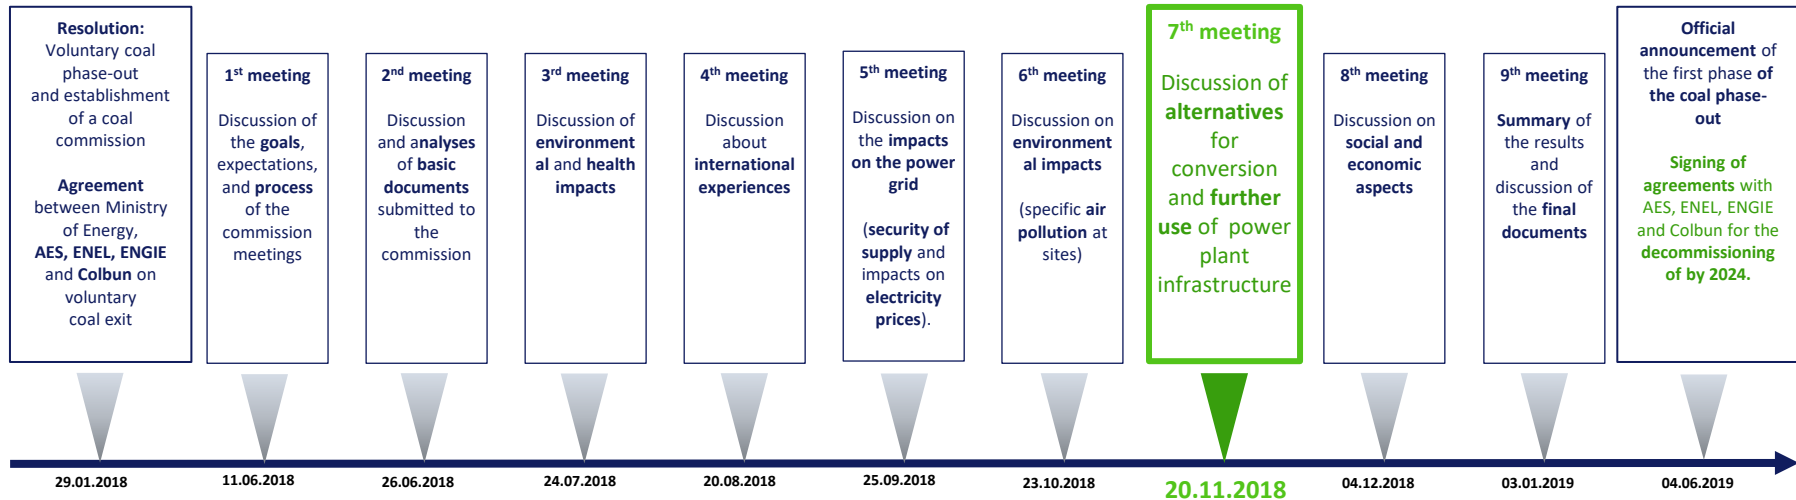 Resolution:
Voluntary coal
phase-out
and establishment
of a coal
commission
Agreement
between Ministry
of Energy,
AES, ENEL, ENGIE
and Colbun on
voluntary
coal exit
1st meeting
Discussion of
the goals,
expectations,
and process
of the
commission
meetings
2nd meeting
Discussion
and analyses
of basic
documents
submitted to
the
commission
3rd meeting
Discussion of
environment
al and health
impacts
4th meeting
Discussion
about
international
experiences
5th meeting
Discussion on
the impacts
on the power
grid
(security of
supply and
impacts on
electricity
prices).
6th meeting
Discussion on
environment
al impacts
(specific air
pollution at
sites)
7th meeting
Discussion of
alternatives
for
conversion
and further
use of power
plant
infrastructure
8th meeting
Discussion on
social and
economic
aspects
9th meeting
Summary of
the results
and
discussion of
the final
documents
Official
announcement of
the first phase of
the coal phase-
out
Signing of
agreements with
AES, ENEL, ENGIE
and Colbun for the
decommissioning
of by 2024.
29.01.2018
11.06.2018
26.06.2018
24.07.2018
20.08.2018
25.09.2018
23.10.2018
20.11.2018
04.12.2018
03.01.2019
04.06.2019